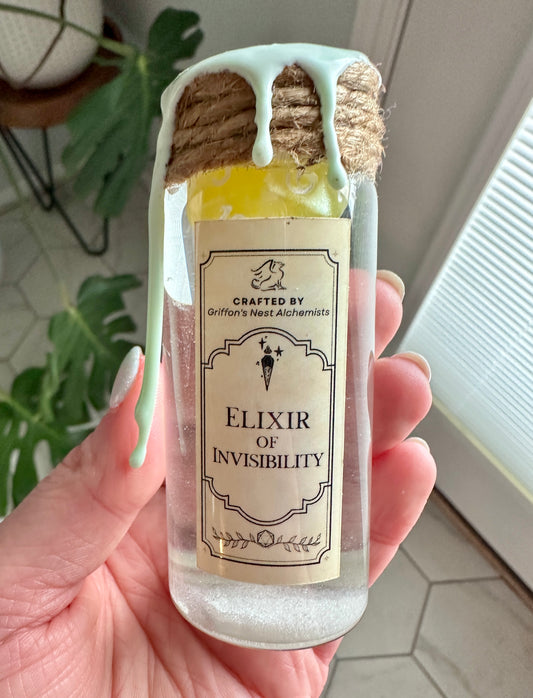 CRAFTED BY
Griffon's Nest Alchemists
ELIXIR
OF
INVISIBILITY